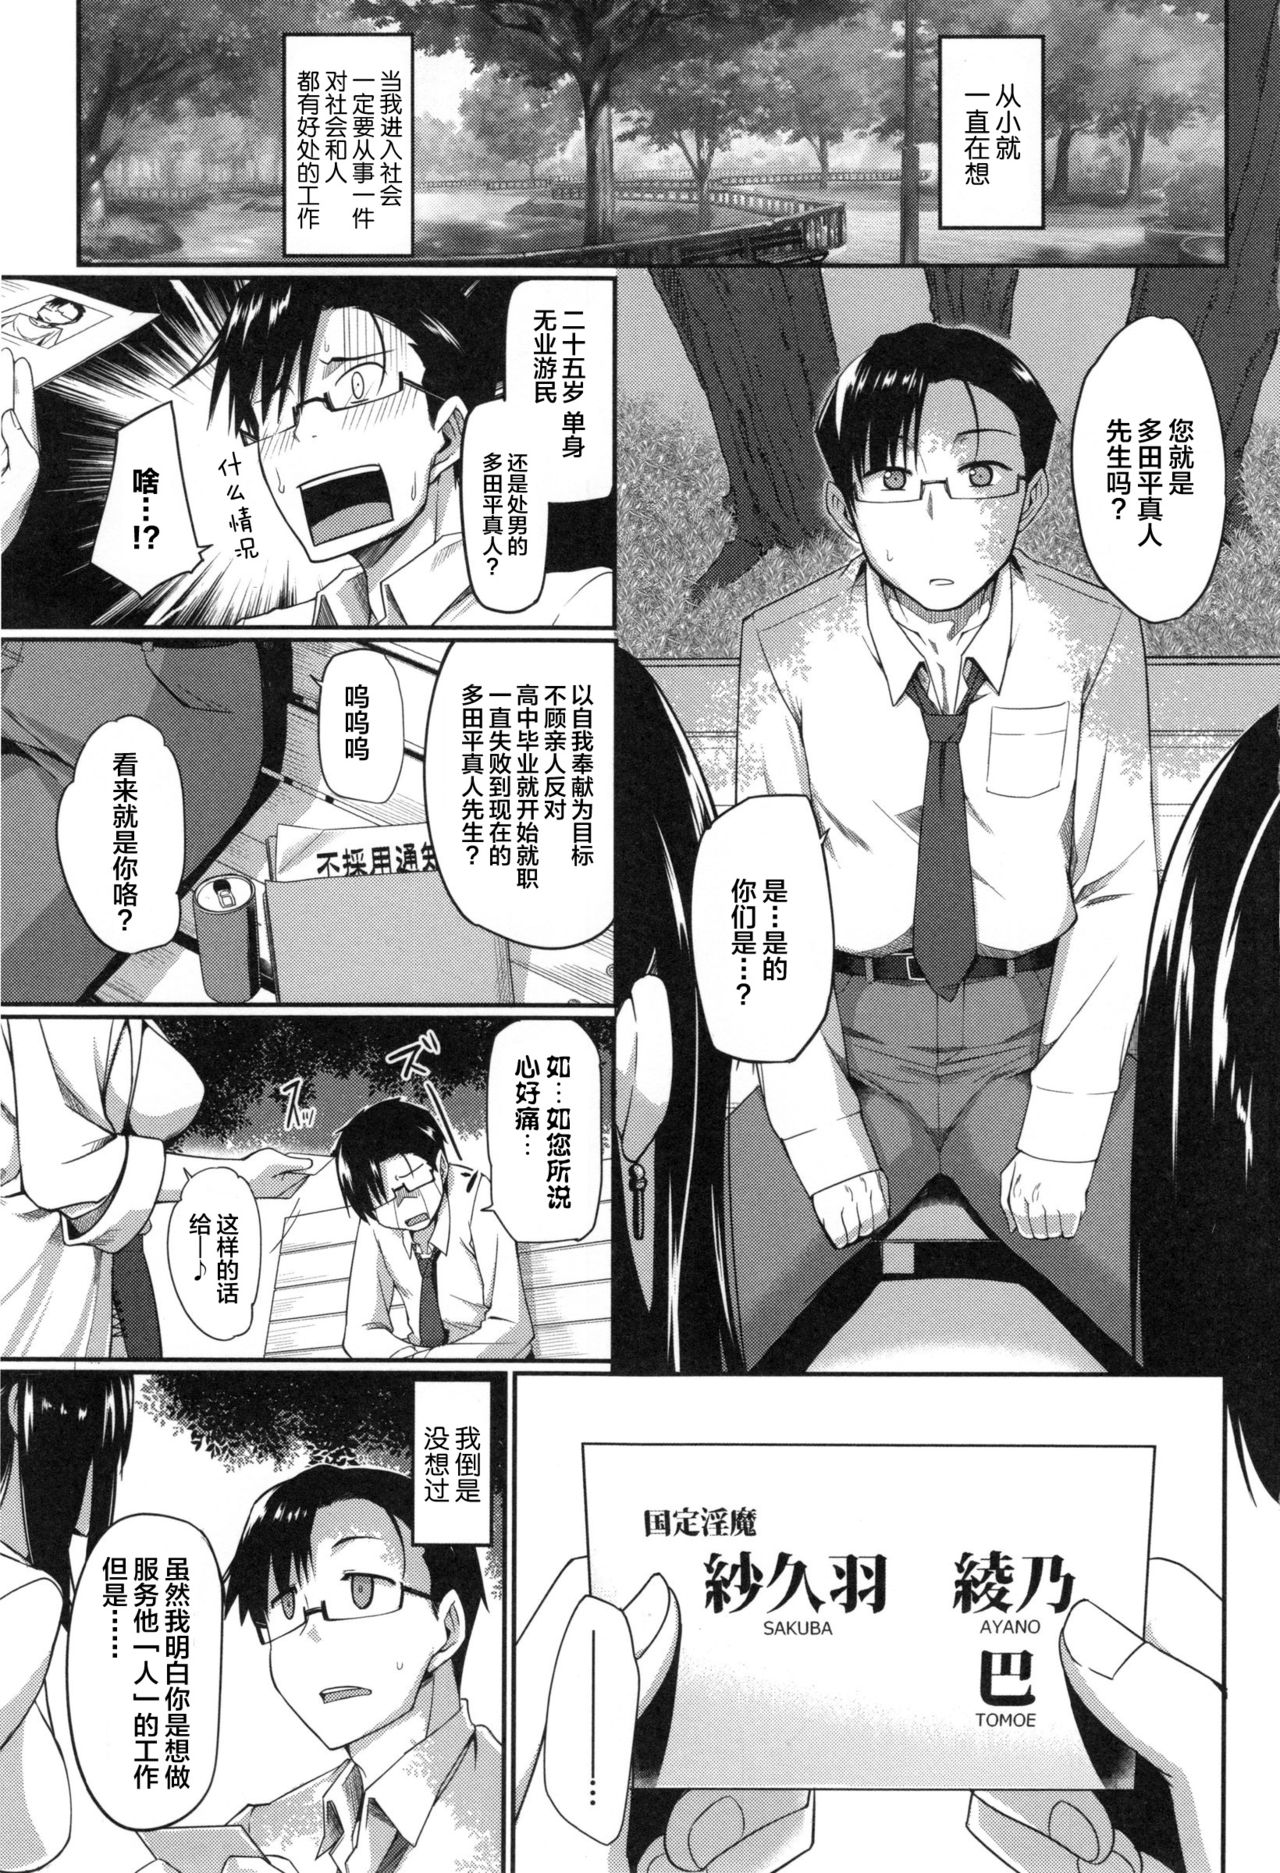 从小就
一直在想
当我进入社会
一定要从事一件
对社会和人
都有好处的工作
您就是
多田平真人
先生吗?
是…是的
你们是…?
二十五岁 单身
无业游民
还是处男的
多田平真人?
什么情况
啥…!?
以自我奉献为目标
不顾亲人反对
高中毕业就开始就职
一直失败到现在的
多田平真人先生?
呜呜呜
不採用通知
看来就是你咯?
如…如您所说
心好痛…
ズ
ズッ
这样的话
给—♪
国定淫魔
紗久羽 綾乃
SAKUBA AYANO
巴
TOMOE
———…
我倒是
没想过
虽然我明白你是想做
服务他「人」的工作
但是……